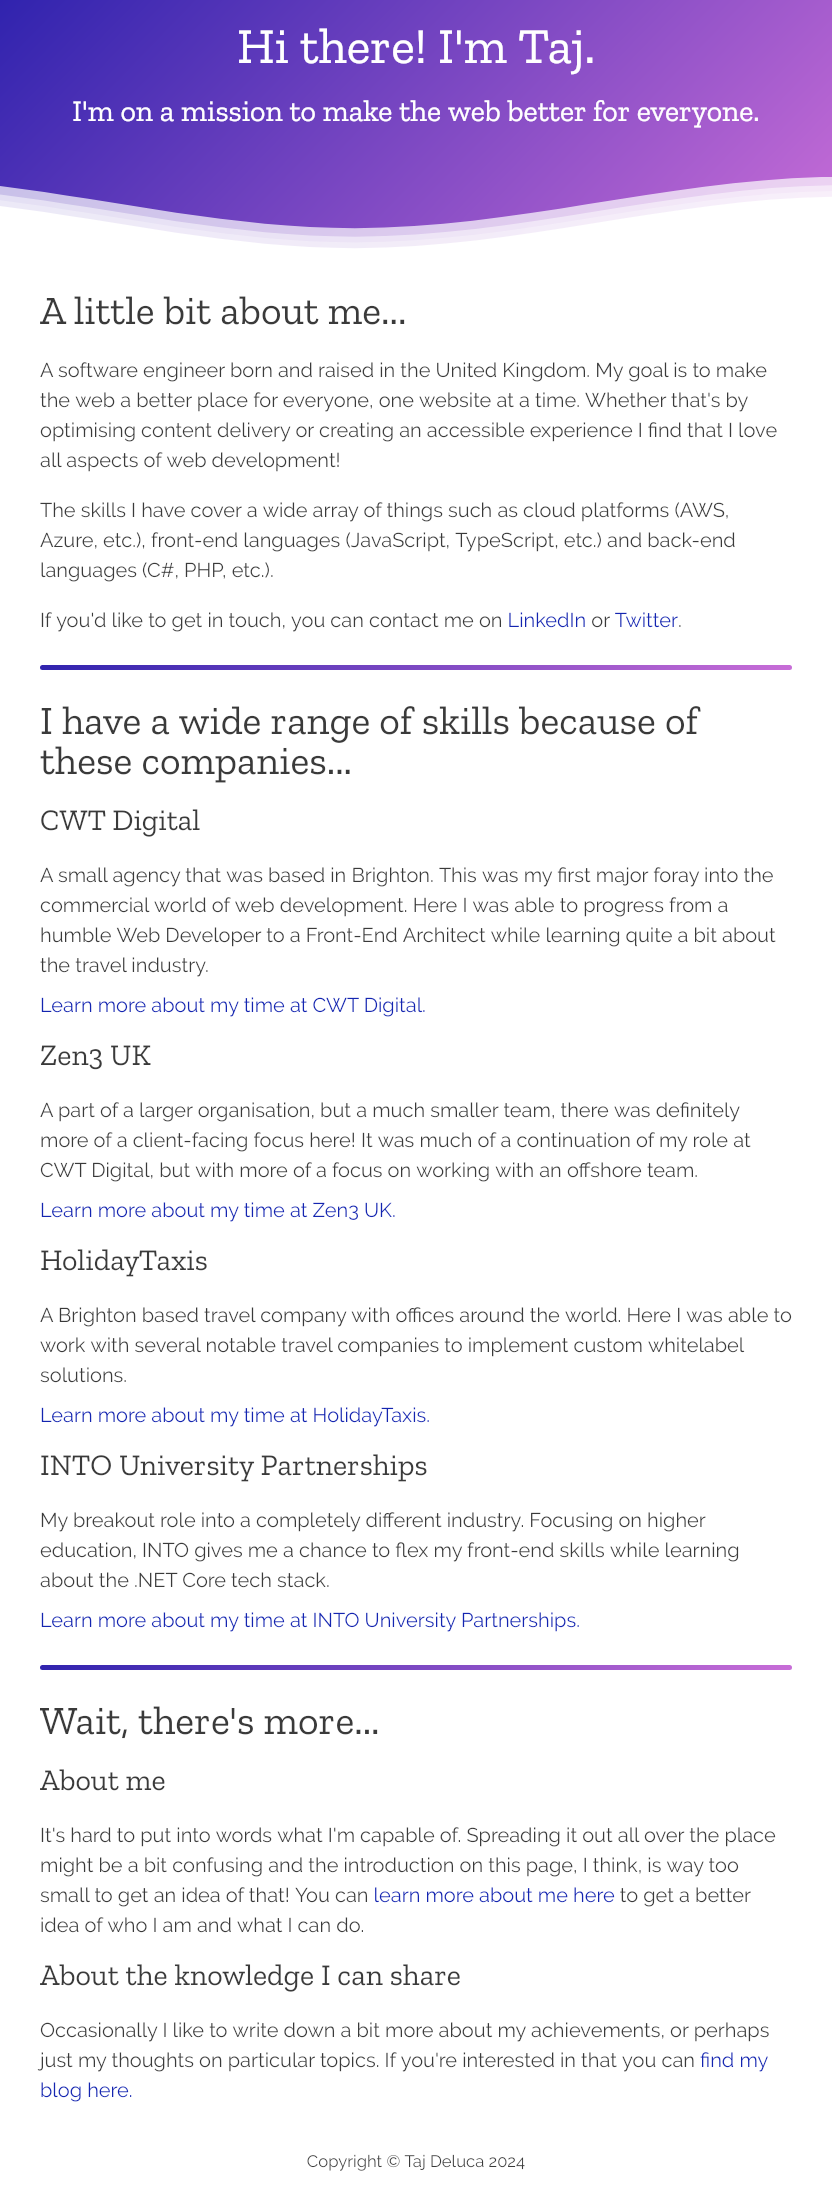 Hi there! I'm Taj.
I'm on a mission to make the web better for everyone.
A little bit about me...
A software engineer born and raised in the United Kingdom. My goal is to make
the web a better place for everyone, one website at a time. Whether that's by
optimising content delivery or creating an accessible experience I find that I love
all aspects of web development!
The skills I have cover a wide array of things such as cloud platforms (AWS,
Azure, etc.), front-end languages (JavaScript, TypeScript, etc.) and back-end
languages (C#, PHP, etc.).
If you'd like to get in touch, you can contact me on LinkedIn or Twitter.
I have a wide range of skills because of
these companies...
CWT Digital
A small agency that was based in Brighton. This was my first major foray into the
commercial world of web development. Here I was able to progress from a
humble Web Developer to a Front-End Architect while learning quite a bit about
the travel industry.
Learn more about my time at CWT Digital.
Zen3 UK
A part of a larger organisation, but a much smaller team, there was definitely
more of a client-facing focus here! It was much of a continuation of my role at
CWT Digital, but with more of a focus on working with an offshore team.
Learn more about my time at Zen3 UK.
HolidayTaxis
A Brighton based travel company with offices around the world. Here I was able to
work with several notable travel companies to implement custom whitelabel
solutions.
Learn more about my time at HolidayTaxis.
INTO University Partnerships
My breakout role into a completely different industry. Focusing on higher
education, INTO gives me a chance to flex my front-end skills while learning
about the .NET Core tech stack.
Learn more about my time at INTO University Partnerships.
Wait, there's more...
About me
It's hard to put into words what I'm capable of. Spreading it out all over the place
might be a bit confusing and the introduction on this page, I think, is way too
small to get an idea of that! You can learn more about me here to get a better
idea of who I am and what I can do.
About the knowledge I can share
Occasionally I like to write down a bit more about my achievements, or perhaps
just my thoughts on particular topics. If you're interested in that you can find my
blog here.
Copyright © Taj Deluca 2024